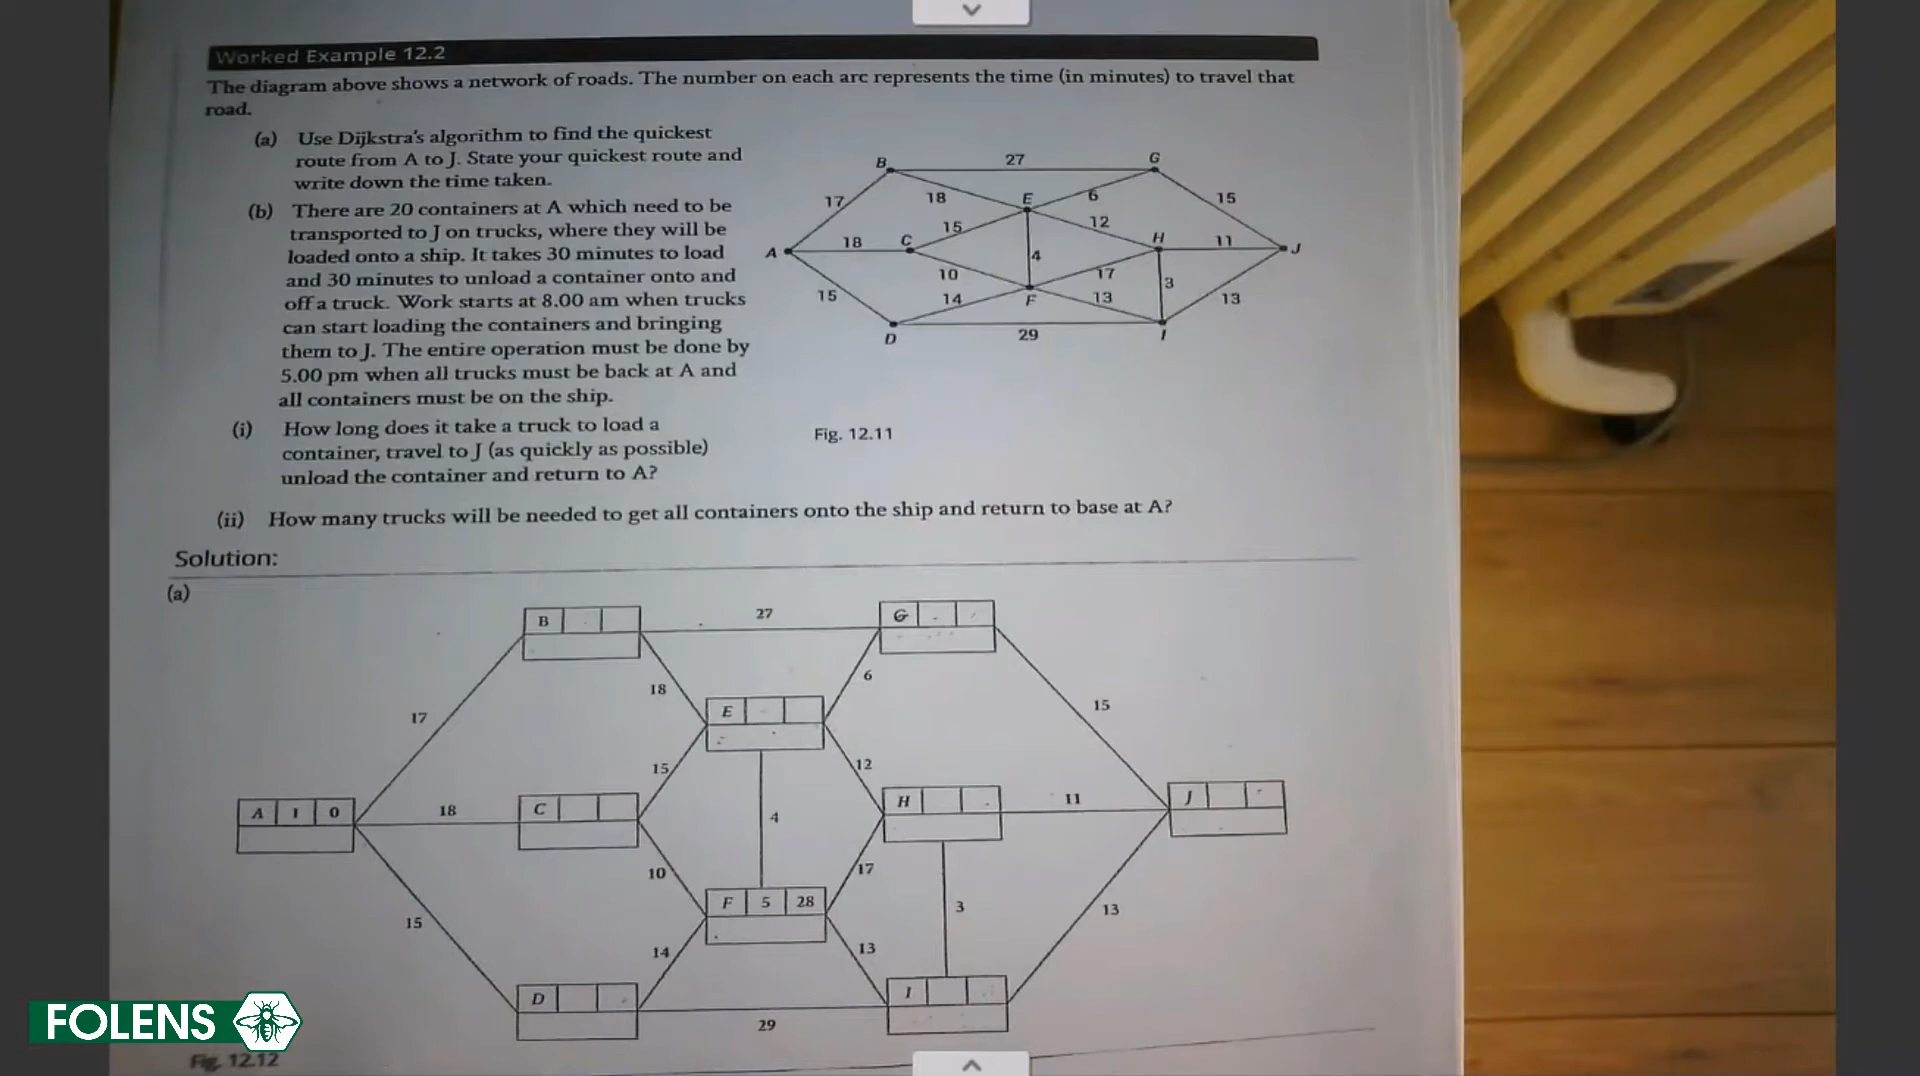 Worked Example 12.2
The diagram above shows a network of roads. The number on each arc represents the time (in minutes) to travel that
road.
(a) Use Dijkstra's algorithm to find the quickest
route from A to J. State your quickest route and
write down the time taken.
(b) There are 20 containers at A which need to be
transported to J on trucks, where they will be
loaded onto a ship. It takes 30 minutes to load
and 30 minutes to unload a container onto and
off a truck. Work starts at 8.00 am when trucks
can start loading the containers and bringing
them to J. The entire operation must be done by
5.00 pm when all trucks must be back at A and
all containers must be on the ship.
(i) How long does it take a truck to load a
container, travel to J (as quickly as possible)
unload the container and return to A?
(ii) How many trucks will be needed to get all containers onto the ship and return to base at A?
B 27 G
17 18 E 6 15
15 12
A 18 C H 11 J
4
10 17 3
15 14 F 13 13
D 29 I
Fig. 12.11
Solution:
(a)
B 27 G
18 6
17 E 15
15 12
A 1 0 18 C 4 H 11 J
10 17
15 F 5 28 3 13
14 13
D 29 I
Fig. 12.12
FOLENS